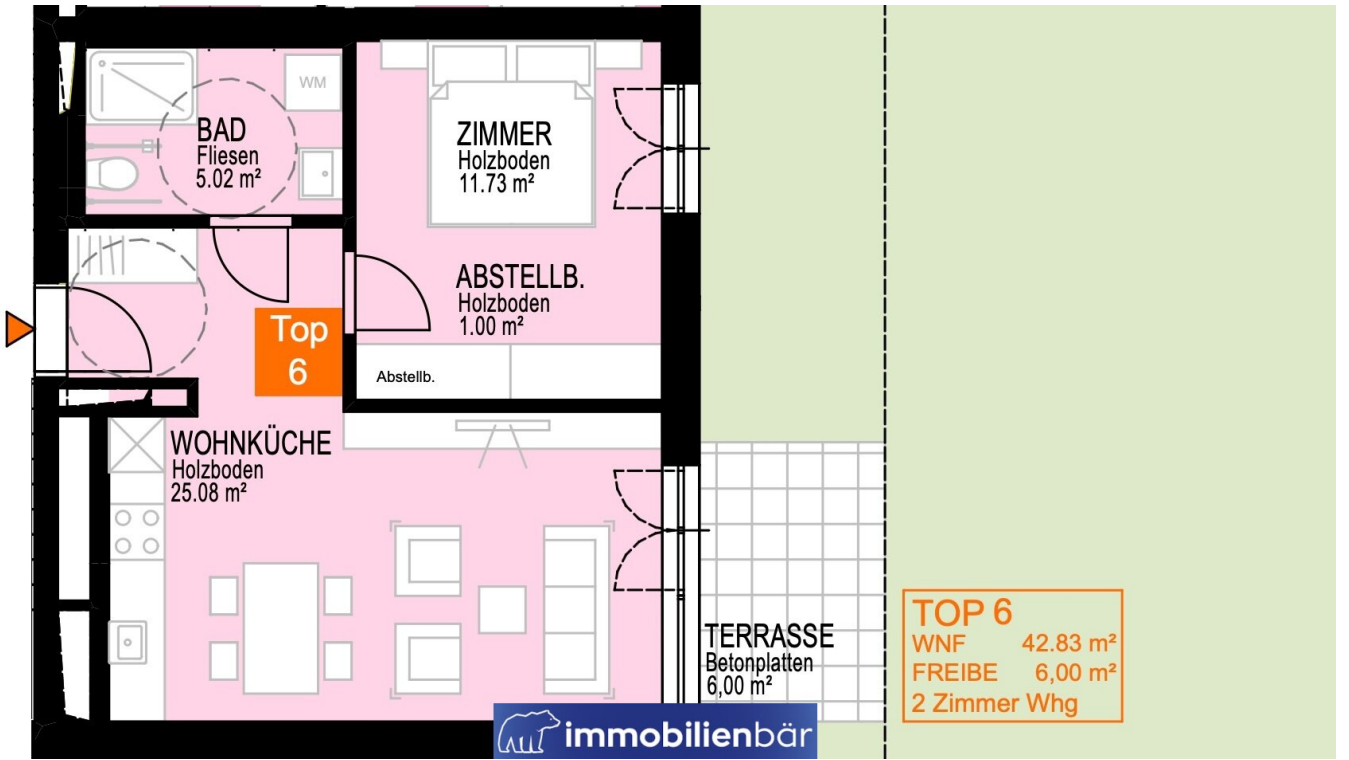 WM
BAD
Fliesen
5.02 m²
ZIMMER
Holzboden
11.73 m²
ABSTELLB.
Holzboden
1.00 m²
Top
6
Abstellb.
WOHNKÜCHE
Holzboden
25.08 m²
TERRASSE
Betonplatten
6,00 m²
TOP 6
WNF 42.83 m²
FREIBE 6,00 m²
2 Zimmer Whg
immobilienbär